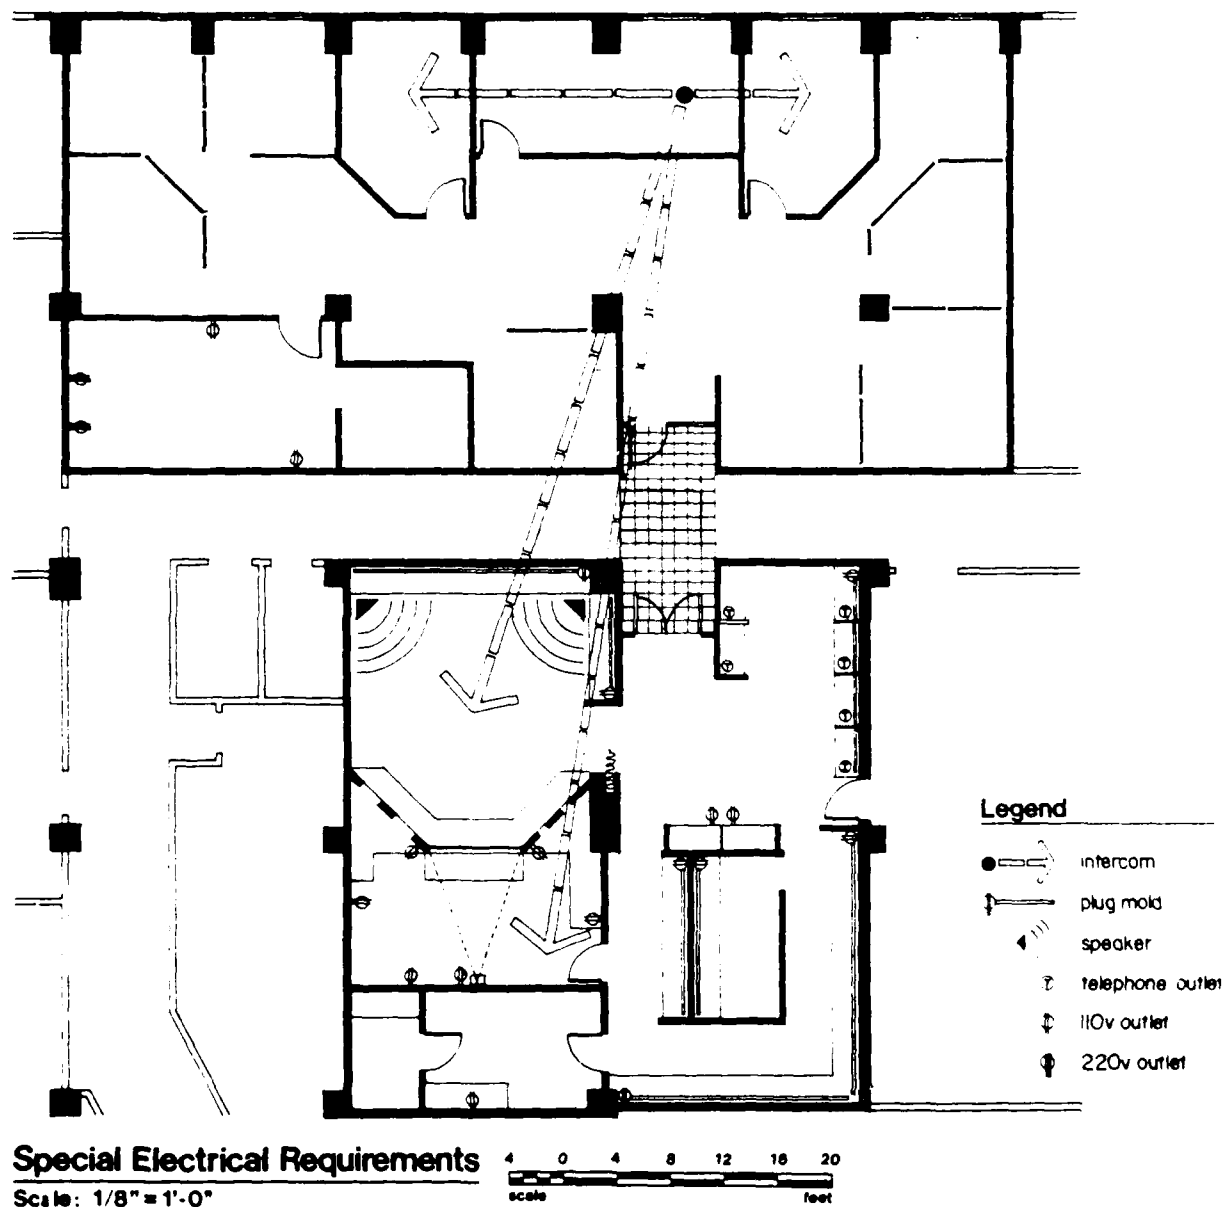 Legend
intercom
plug mold
speaker
telephone outlet
110v outlet
220v outlet
Special Electrical Requirements
Scale: 1/8" = 1'-0"
4 0 4 8 12 16 20
scale feet